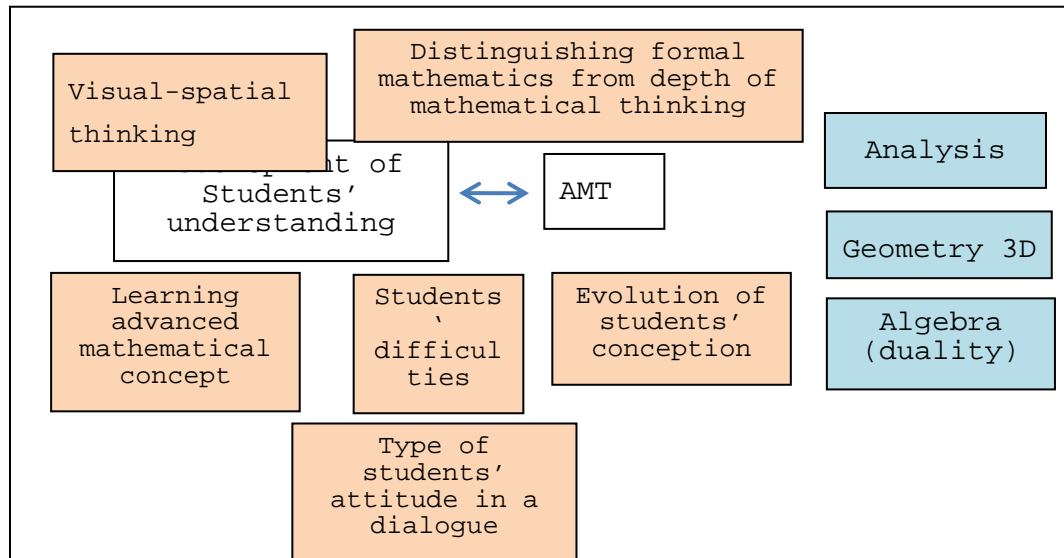 Visual-spatial
thinking
Distinguishing formal
mathematics from depth of
mathematical thinking
of
Students’
understanding
AMT
Analysis
Geometry 3D
Algebra
(duality)
Learning
advanced
mathematical
concept
Students
‘
difficul
ties
Evolution of
students’
conception
Type of
students’
attitude in a
dialogue